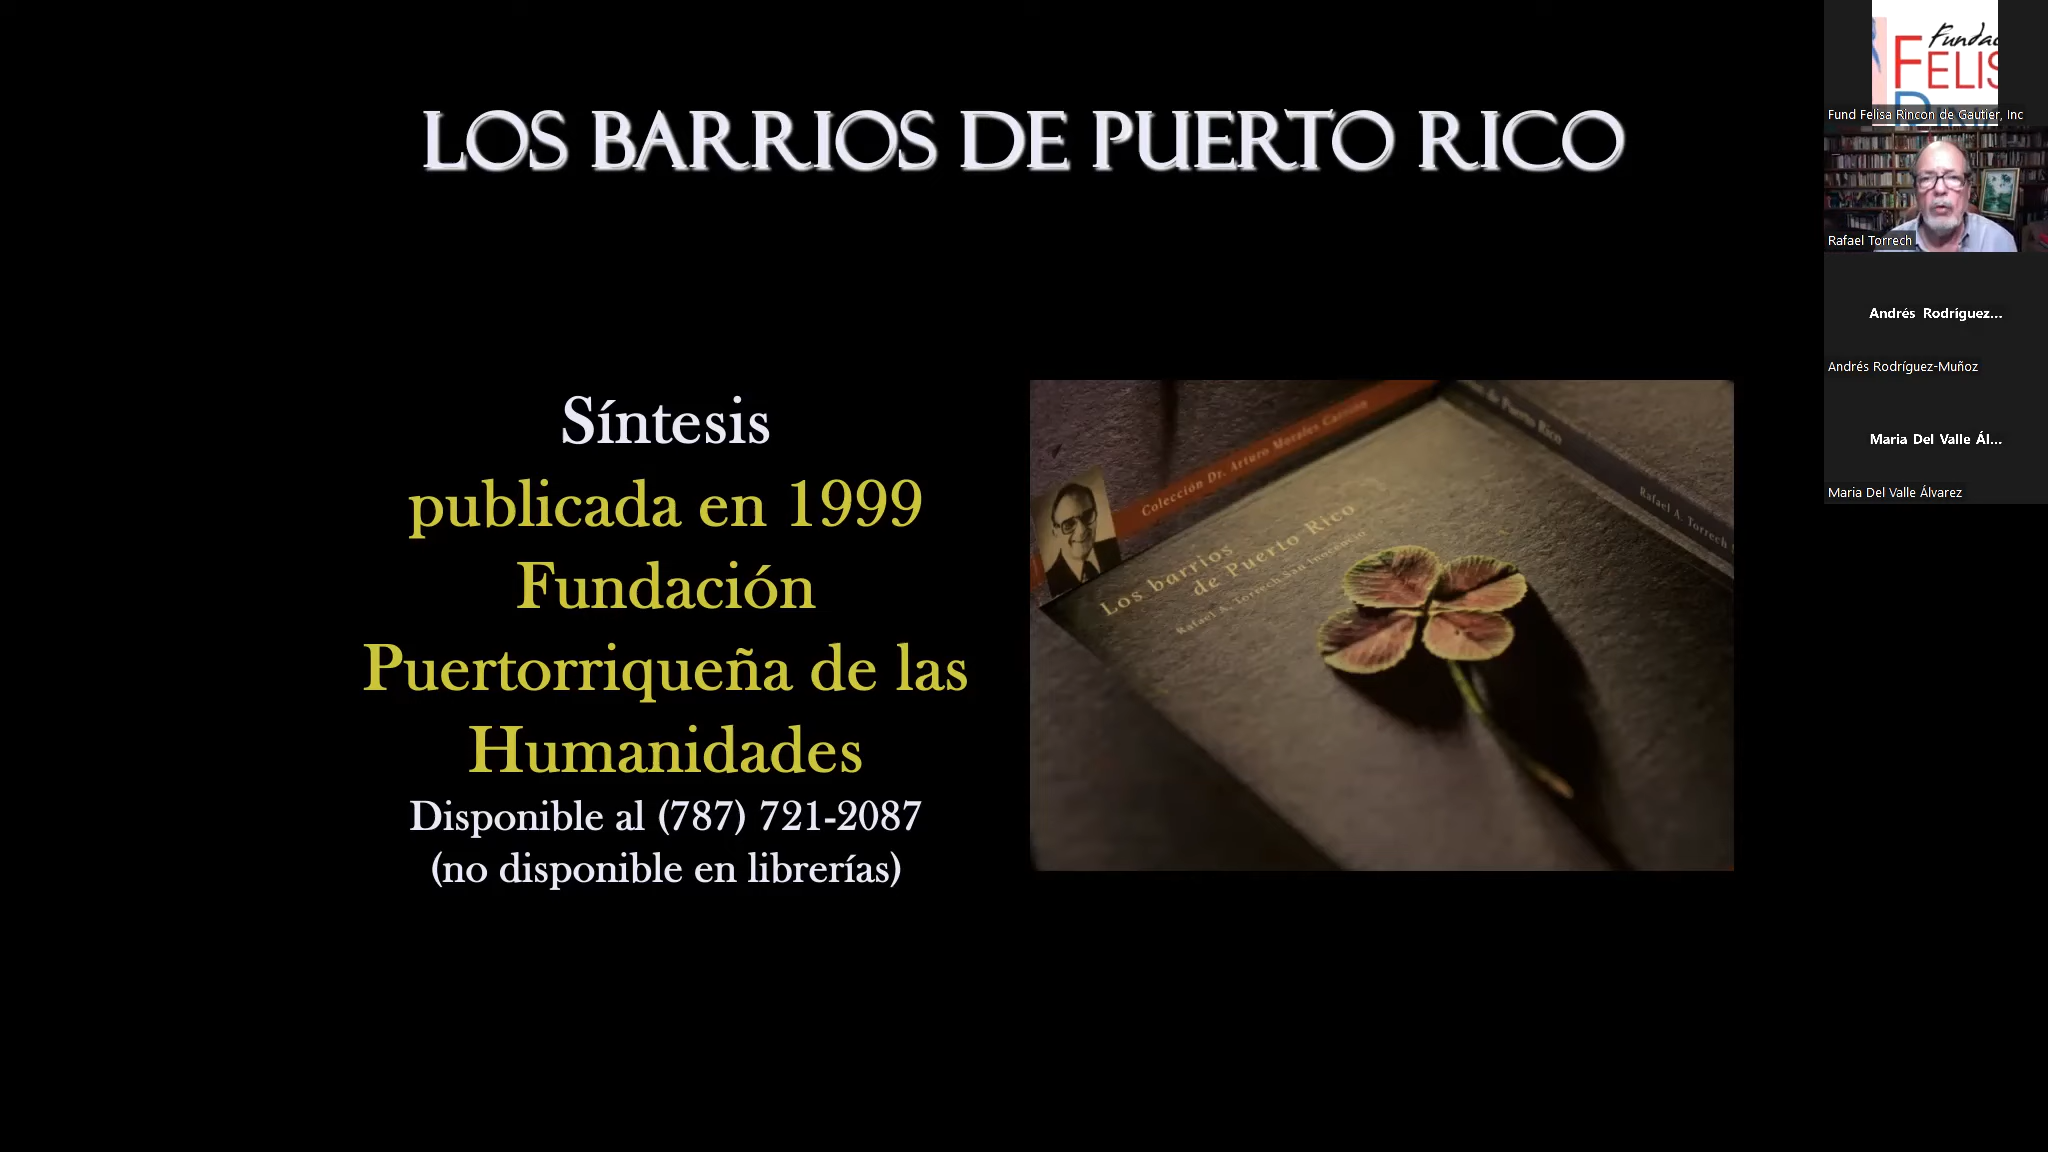 LOS BARRIOS DE PUERTO RICO
Síntesis
publicada en 1999
Fundación
Puertorriqueña de las
Humanidades
Disponible al (787) 721-2087
(no disponible en librerías)
Colección Dr. Arturo Morales Carrión
Los barrios
de Puerto Rico
Rafael A. Torrech San Inocencio
de Puerto Rico
Rafael A. Torrech
FELIS
Fund Felisa Rincon de Gautier, Inc
Rafael Torrech
Andrés Rodríguez...
Andrés Rodríguez-Muñoz
Maria Del Valle Ál...
Maria Del Valle Álvarez